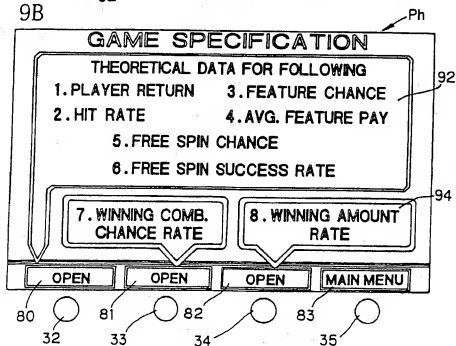 9B
Ph
GAME SPECIFICATION
THEORETICAL DATA FOR FOLLOWING
92
1.PLAYER RETURN 3.FEATURE CHANCE
2.HIT RATE 4.AVG. FEATURE PAY
5.FREE SPIN CHANCE
6.FREE SPIN SUCCESS RATE
94
7.WINNING COMB.
CHANCE RATE
8.WINNING AMOUNT
RATE
OPEN OPEN OPEN MAIN MENU
80 81 82 83
32 33 34 35